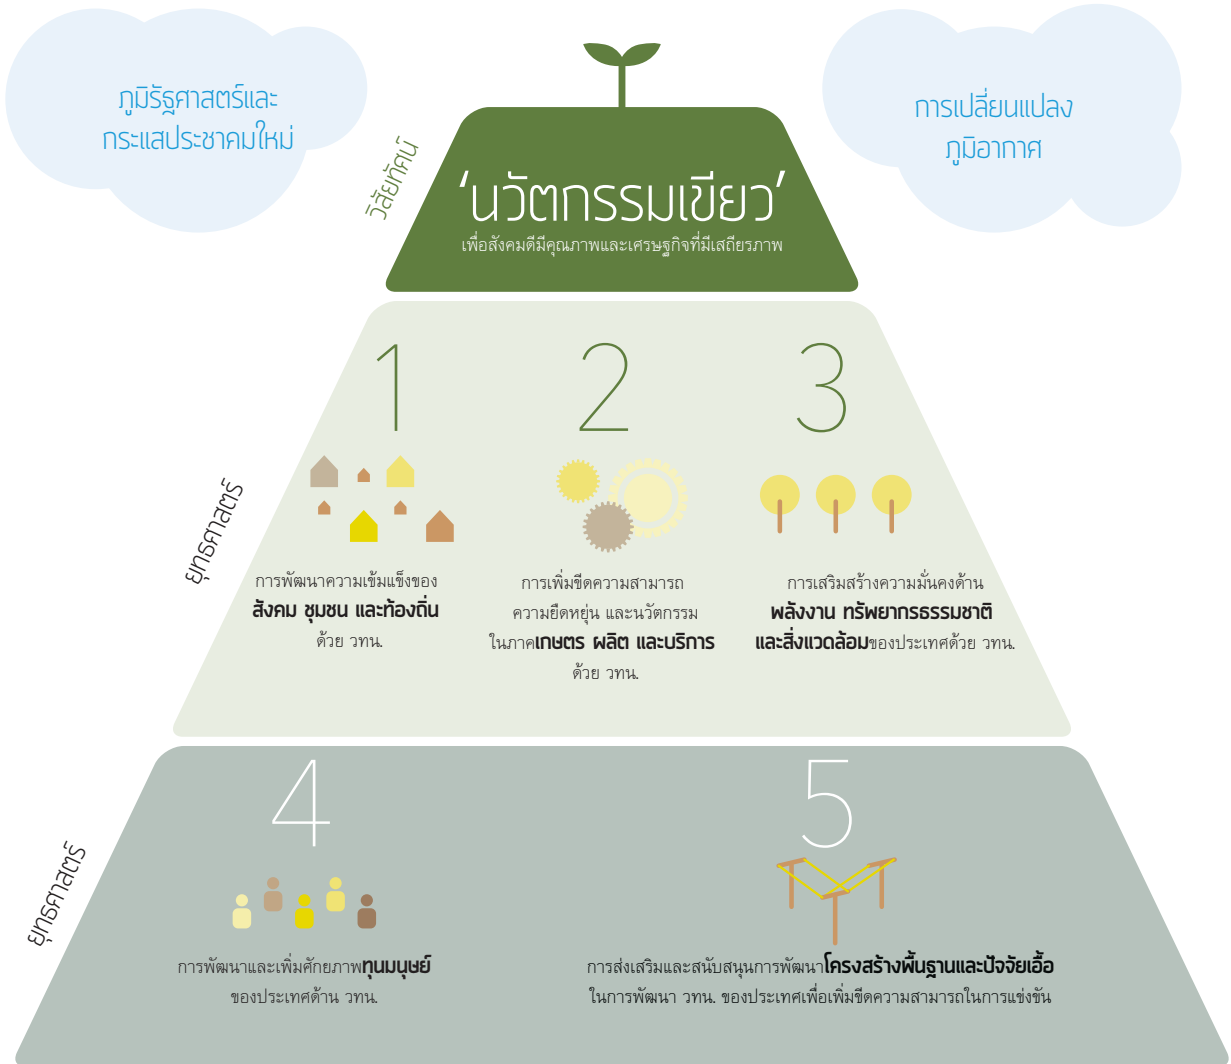 ภูมิรัฐศาสตร์และ
กระแสประชาคมใหม่
การเปลี่ยนแปลง
ภูมิอากาศ
วิสัยทัศน์
‘นวัตกรรมเขียว’
เพื่อสังคมดีมีคุณภาพและเศรษฐกิจที่มีเสถียรภาพ
ยุทธศาสตร์
1
การพัฒนาความเข้มแข็งของ
สังคม ชุมชน และท้องถิ่น
ด้วย วทน.
2
การเพิ่มขีดความสามารถ
ความยืดหยุ่น และนวัตกรรม
ในภาคเกษตร ผลิต และบริการ
ด้วย วทน.
3
การเสริมสร้างความมั่นคงด้าน
พลังงาน ทรัพยากรธรรมชาติ
และสิ่งแวดล้อมของประเทศด้วย วทน.
ยุทธศาสตร์
4
การพัฒนาและเพิ่มศักยภาพทุนมนุษย์
ของประเทศด้าน วทน.
5
การส่งเสริมและสนับสนุนการพัฒนาโครงสร้างพื้นฐานและปัจจัยเอื้อ
ในการพัฒนา วทน. ของประเทศเพื่อเพิ่มขีดความสามารถในการแข่งขัน